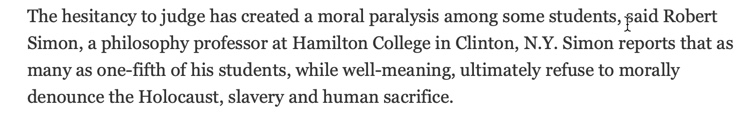 The hesitancy to judge has created a moral paralysis among some students, said Robert
Simon, a philosophy professor at Hamilton College in Clinton, N.Y. Simon reports that as
many as one-fifth of his students, while well-meaning, ultimately refuse to morally
denounce the Holocaust, slavery and human sacrifice.